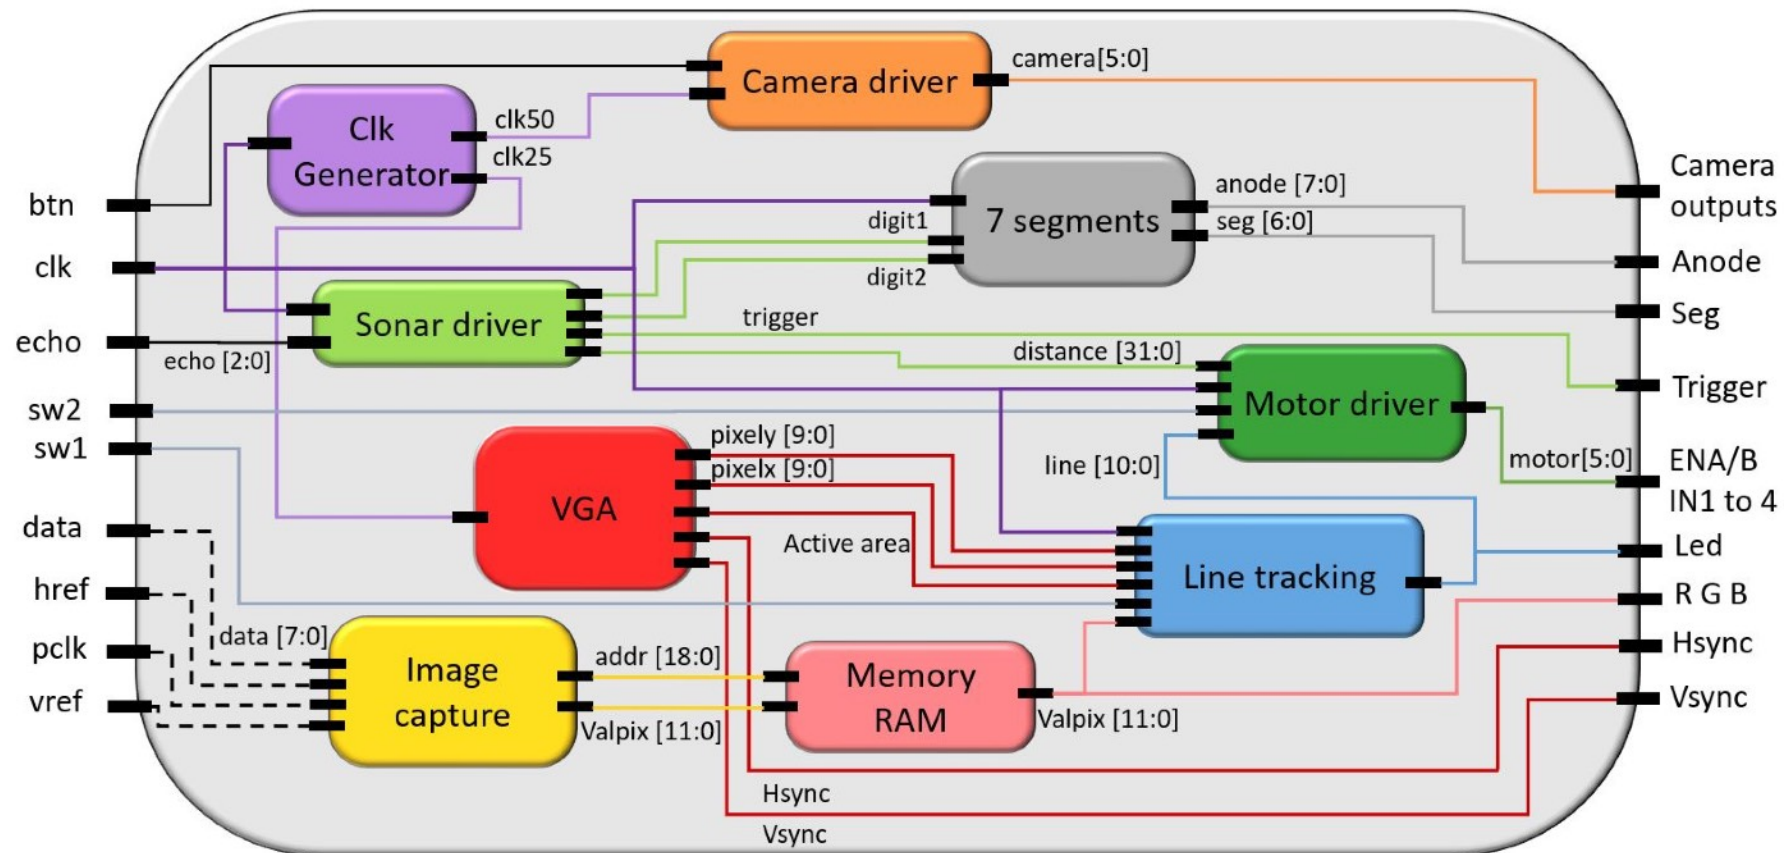 camera[5:0]
Camera driver
Clk
Generator
clk50
clk25
btn
clk
echo
echo [2:0]
sw2
sw1
data
href
pclk
vref
digit1
digit2
7 segments
anode [7:0]
seg [6:0]
Camera
outputs
Anode
Seg
Sonar driver
trigger
distance [31:0]
Trigger
Motor driver
motor[5:0]
ENA/B
IN1 to 4
line [10:0]
pixely [9:0]
pixelx [9:0]
VGA
Active area
Line tracking
Led
R G B
Hsync
Vsync
data [7:0]
Image
capture
addr [18:0]
Valpix [11:0]
Memory
RAM
Valpix [11:0]
Hsync
Vsync